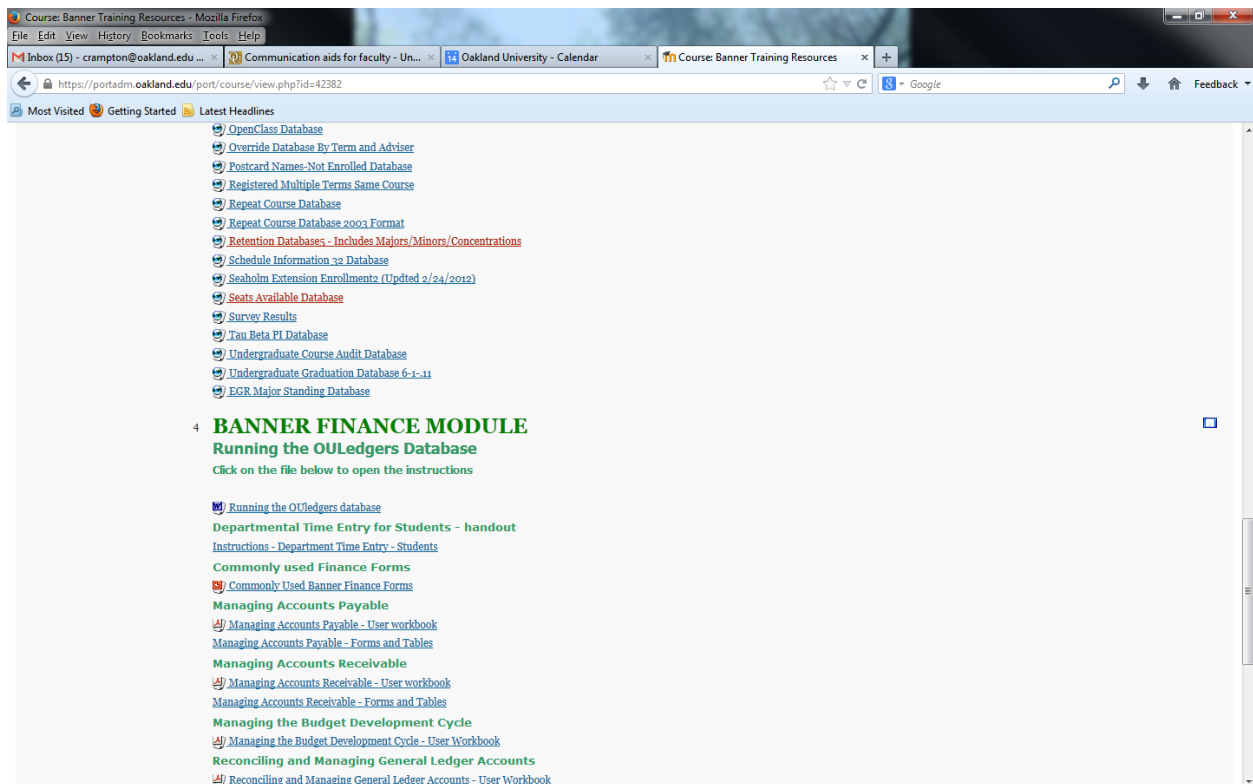 Course: Banner Training Resources - Mozilla Firefox
File Edit View History Bookmarks Tools Help
Inbox (15) - crampton@oakland.edu ... × Communication aids for faculty - Un... × 14 Oakland University - Calendar × Course: Banner Training Resources × +
https://portadm.oakland.edu/port/course/view.php?id=42382 Google Feedback
Most Visited Getting Started Latest Headlines
OpenClass Database
Override Database By Term and Adviser
Postcard Names-Not Enrolled Database
Registered Multiple Terms Same Course
Repeat Course Database
Repeat Course Database 2003 Format
Retention Database5 - Includes Majors/Minors/Concentrations
Schedule Information 32 Database
Seaholm Extension Enrollment2 (Updted 2/24/2012)
Seats Available Database
Survey Results
Tau Beta PI Database
Undergraduate Course Audit Database
Undergraduate Graduation Database 6-1-.11
EGR Major Standing Database
4 BANNER FINANCE MODULE
Running the OULedgers Database
Click on the file below to open the instructions
Running the OUledgers database
Departmental Time Entry for Students - handout
Instructions - Department Time Entry - Students
Commonly used Finance Forms
Commonly Used Banner Finance Forms
Managing Accounts Payable
Managing Accounts Payable - User workbook
Managing Accounts Payable - Forms and Tables
Managing Accounts Receivable
Managing Accounts Receivable - User workbook
Managing Accounts Receivable - Forms and Tables
Managing the Budget Development Cycle
Managing the Budget Development Cycle - User Workbook
Reconciling and Managing General Ledger Accounts
Reconciling and Managing General Ledger Accounts - User Workbook